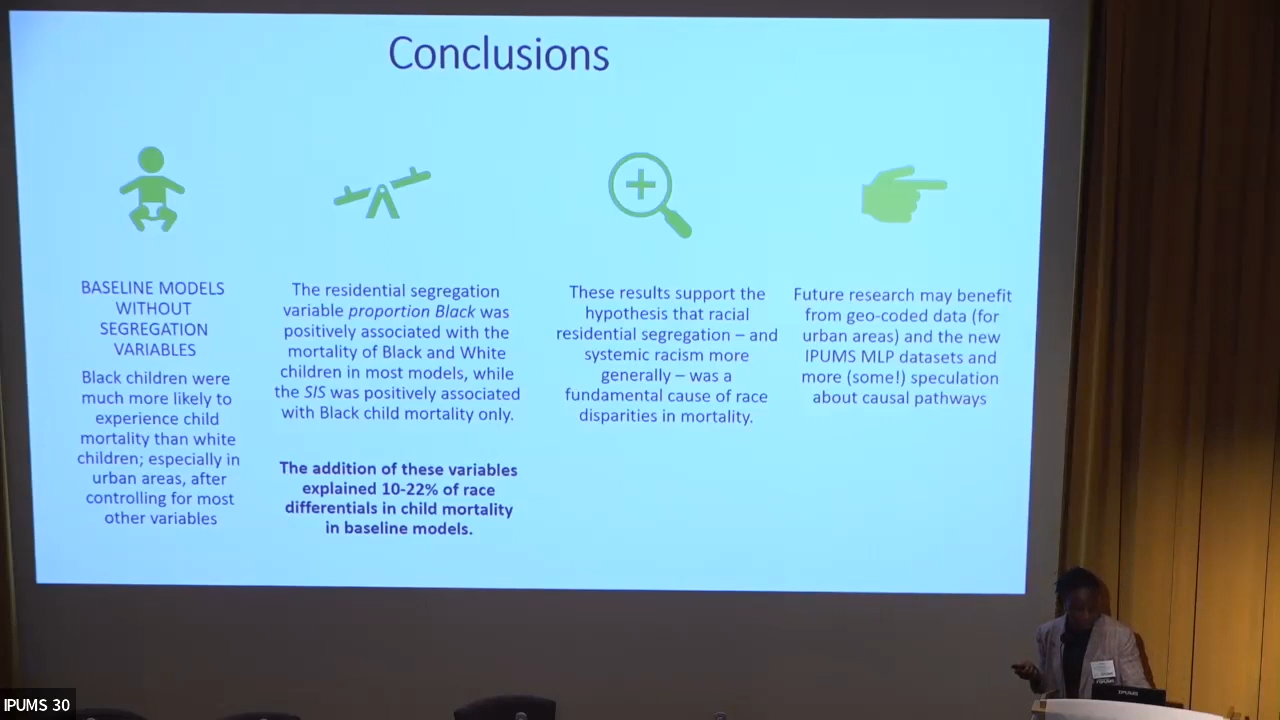 Conclusions
BASELINE MODELS
WITHOUT
SEGREGATION
VARIABLES
Black children were
much more likely to
experience child
mortality than white
children; especially in
urban areas, after
controlling for most
other variables
The residential segregation
variable proportion Black was
positively associated with the
mortality of Black and White
children in most models, while
the SIS was positively associated
with Black child mortality only.
The addition of these variables
explained 10-22% of race
differentials in child mortality
in baseline models.
These results support the
hypothesis that racial
residential segregation – and
systemic racism more
generally – was a
fundamental cause of race
disparities in mortality.
Future research may benefit
from geo-coded data (for
urban areas) and the new
IPUMS MLP datasets and
more (some!) speculation
about causal pathways
IPUMS
IPUMS 30